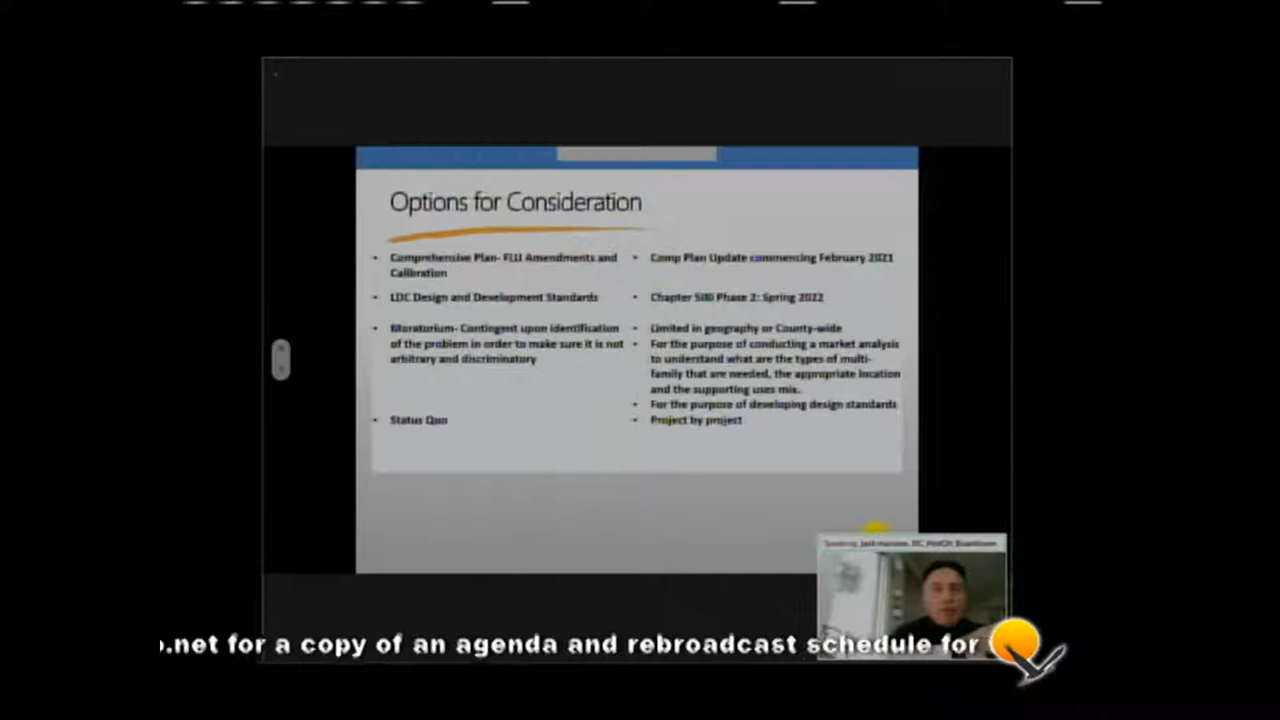 Options for Consideration
Comprehensive Plan- FLU Amendments and
Calibration
Comp Plan Update commencing February 2021
LDC Design and Development Standards
Chapter 500 Phase 2: Spring 2022
Moratorium- Contingent upon identification
of the problem in order to make sure it is not
arbitrary and discriminatory
Limited in geography or County-wide
For the purpose of conducting a market analysis
to understand what are the types of multi-
family that are needed, the appropriate location
and the supporting uses mix.
For the purpose of developing design standards
Status Quo
Project by project
.net for a copy of an agenda and rebroadcast schedule for